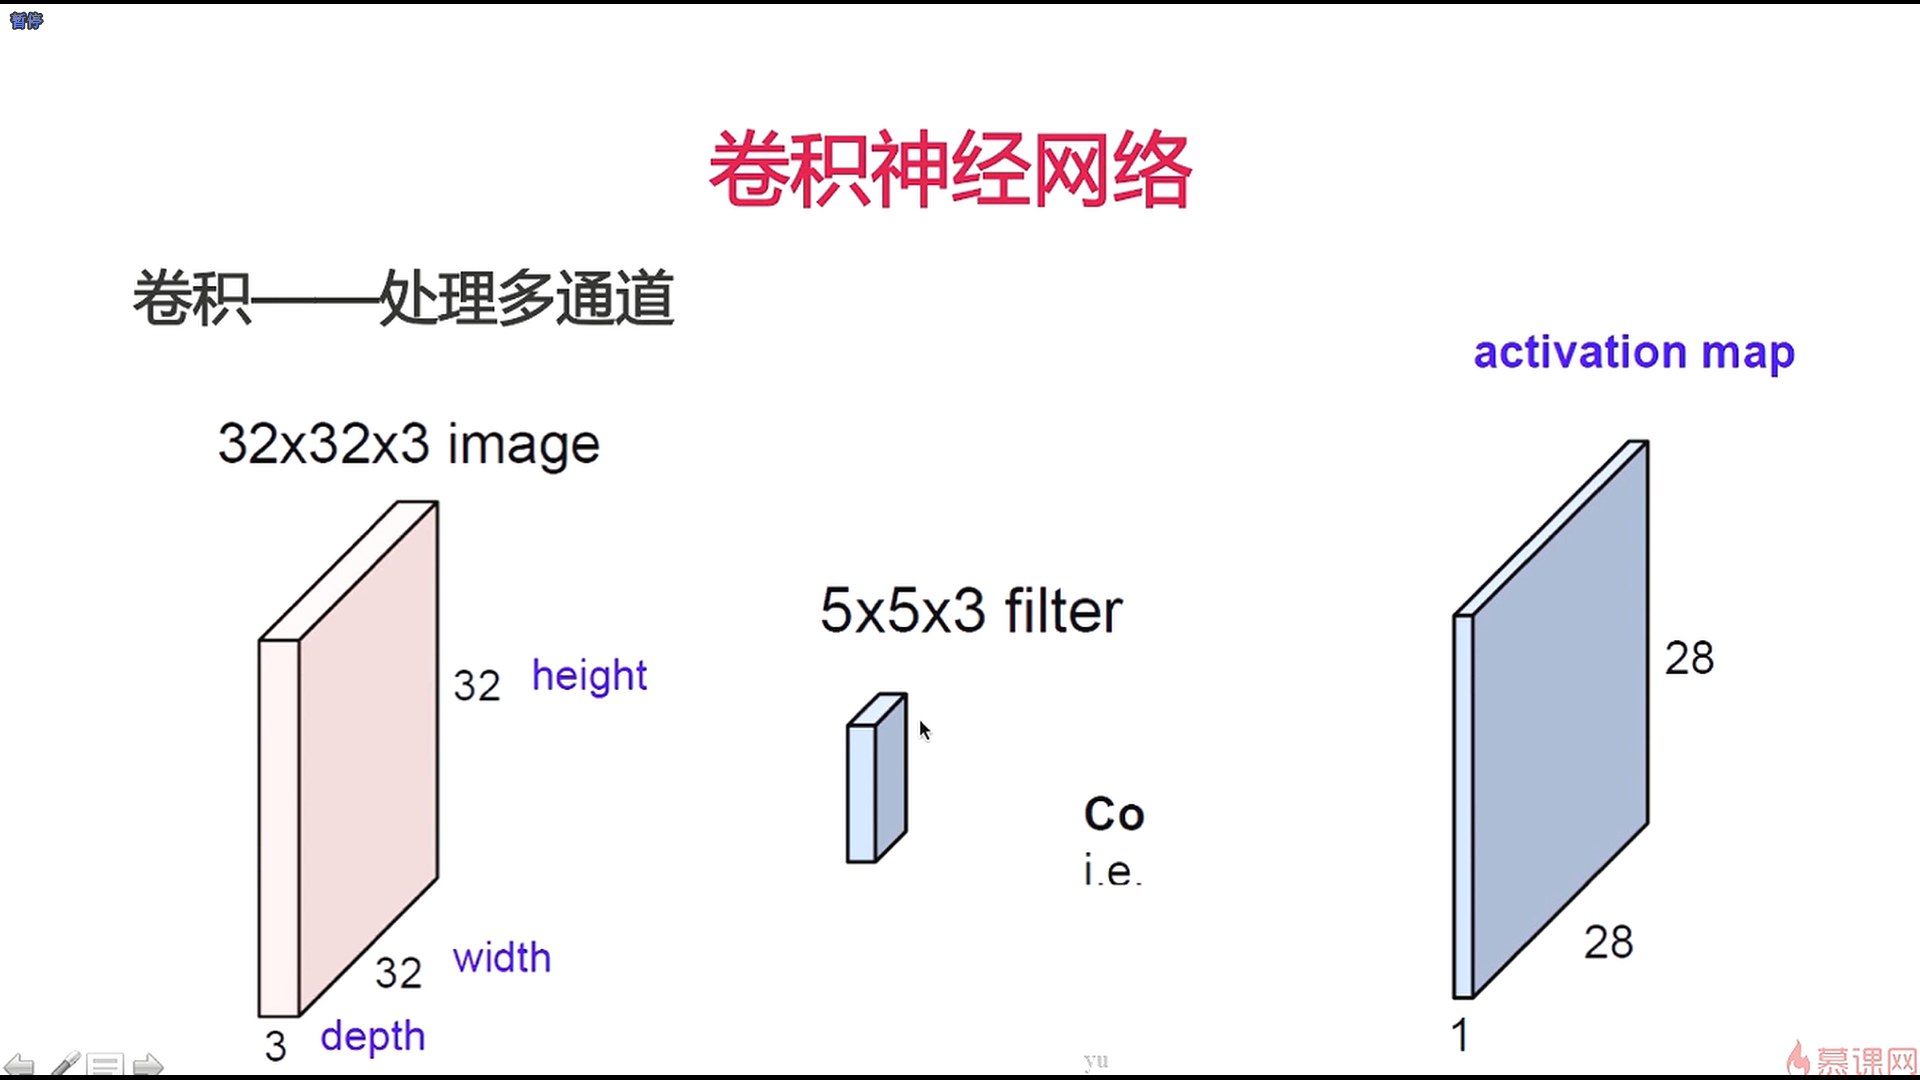 暂停
卷积神经网络
卷积——处理多通道
activation map
32x32x3 image
5x5x3 filter
32 height
28
Co
i.e.
32 width
28
3 depth
1
yu
慕课网